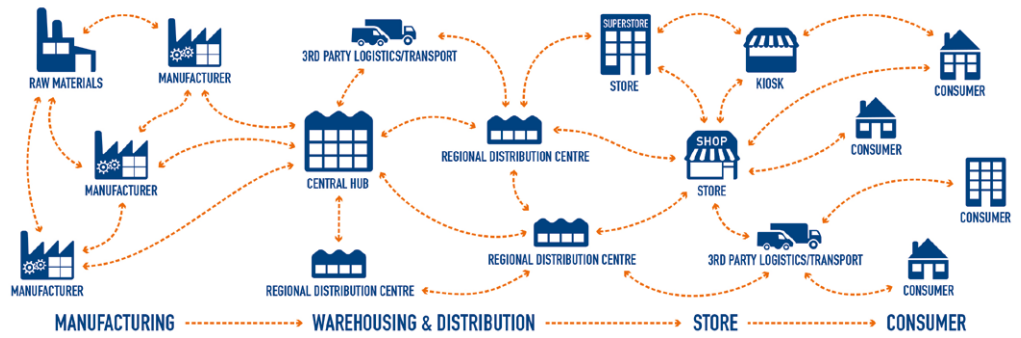 RAW MATERIALS
MANUFACTURER
MANUFACTURER
MANUFACTURER
3RD PARTY LOGISTICS/TRANSPORT
CENTRAL HUB
REGIONAL DISTRIBUTION CENTRE
REGIONAL DISTRIBUTION CENTRE
REGIONAL DISTRIBUTION CENTRE
SUPERSTORE
STORE
KIOSK
SHOP
STORE
3RD PARTY LOGISTICS/TRANSPORT
CONSUMER
CONSUMER
CONSUMER
CONSUMER
MANUFACTURING
WAREHOUSING & DISTRIBUTION
STORE
CONSUMER